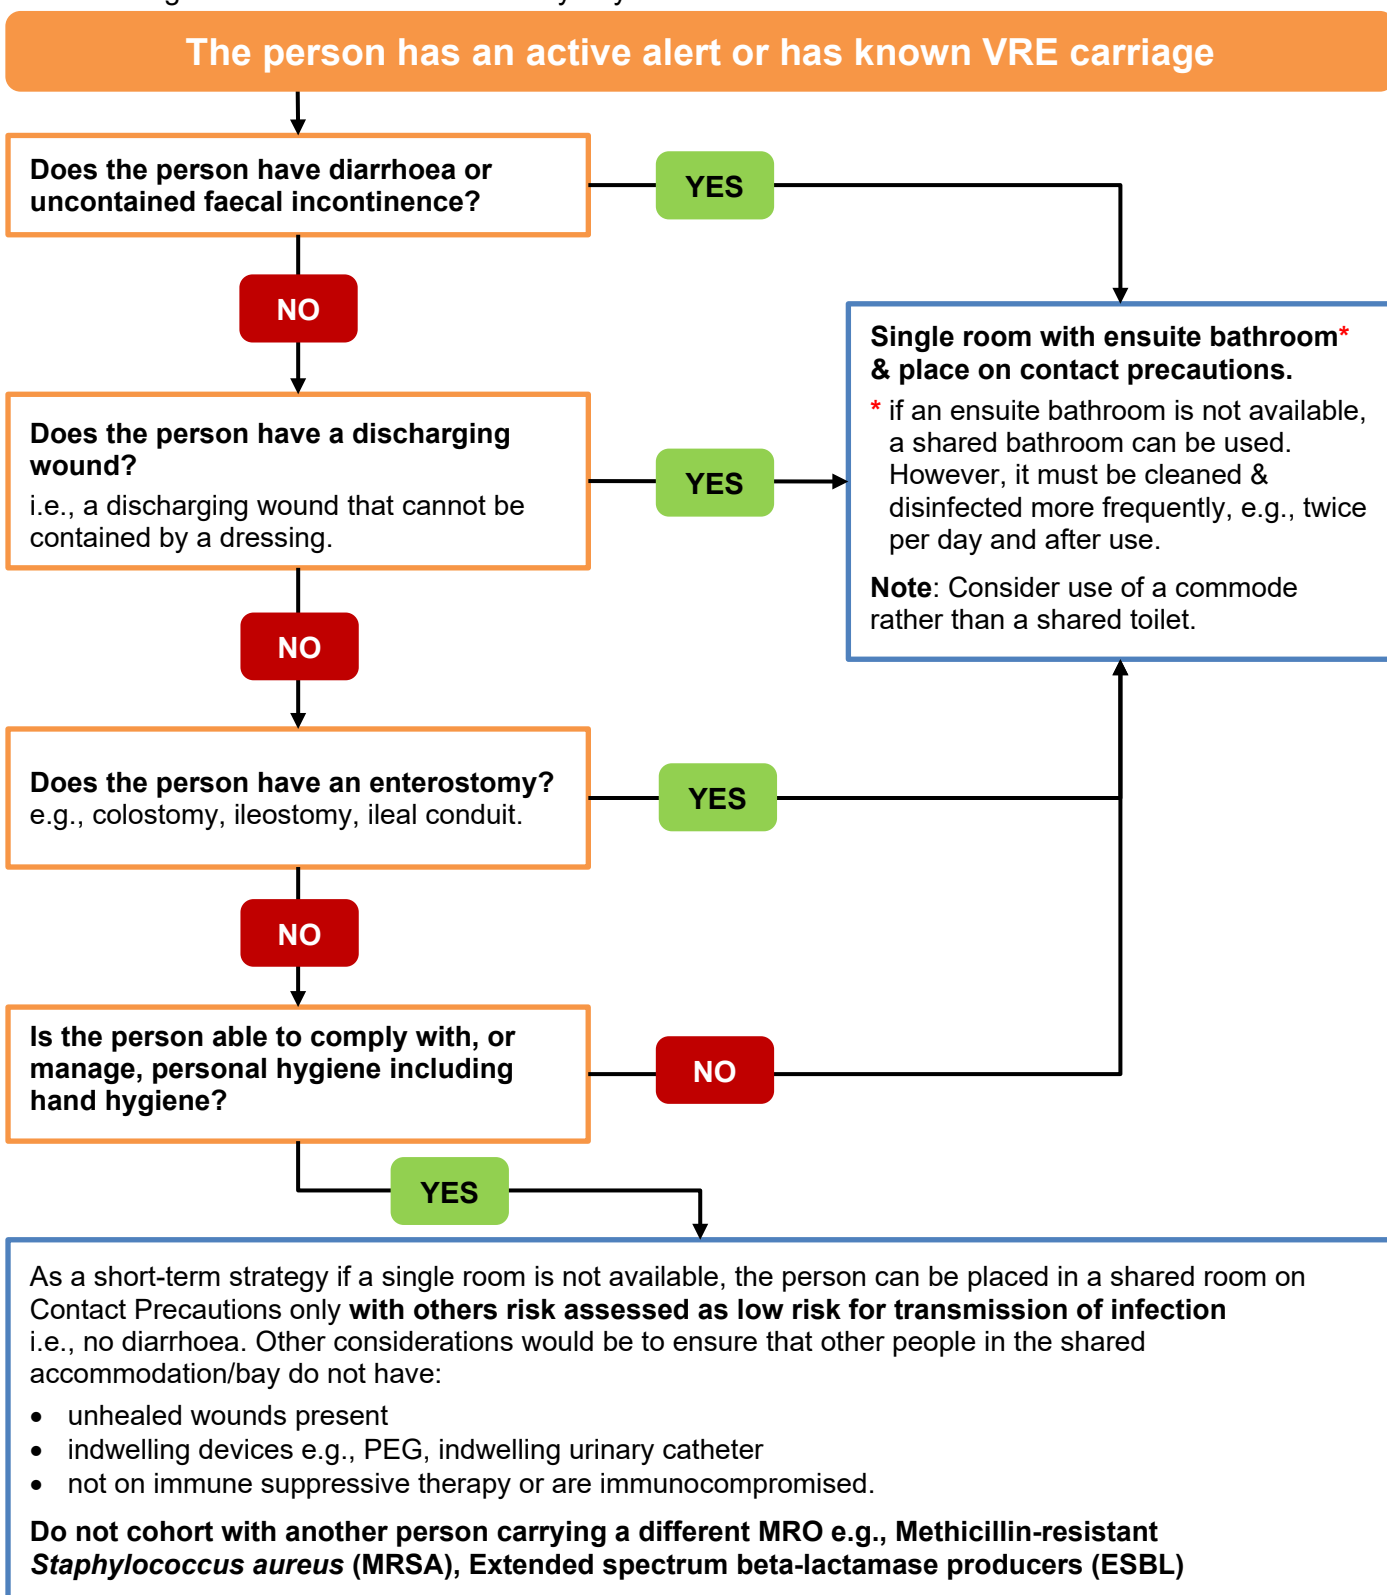 The person has an active alert or has known VRE carriage
Does the person have diarrhoea or
uncontained faecal incontinence?
YES
NO
Single room with ensuite bathroom*
& place on contact precautions.
* if an ensuite bathroom is not available,
a shared bathroom can be used.
However, it must be cleaned &
disinfected more frequently, e.g., twice
per day and after use.
Note: Consider use of a commode
rather than a shared toilet.
Does the person have a discharging
wound?
i.e., a discharging wound that cannot be
contained by a dressing.
YES
NO
Does the person have an enterostomy?
e.g., colostomy, ileostomy, ileal conduit.
YES
NO
Is the person able to comply with, or
manage, personal hygiene including
hand hygiene?
NO
YES
As a short-term strategy if a single room is not available, the person can be placed in a shared room on
Contact Precautions only with others risk assessed as low risk for transmission of infection
i.e., no diarrhoea. Other considerations would be to ensure that other people in the shared
accommodation/bay do not have:
• unhealed wounds present
• indwelling devices e.g., PEG, indwelling urinary catheter
• not on immune suppressive therapy or are immunocompromised.
Do not cohort with another person carrying a different MRO e.g., Methicillin-resistant
Staphylococcus aureus (MRSA), Extended spectrum beta-lactamase producers (ESBL)